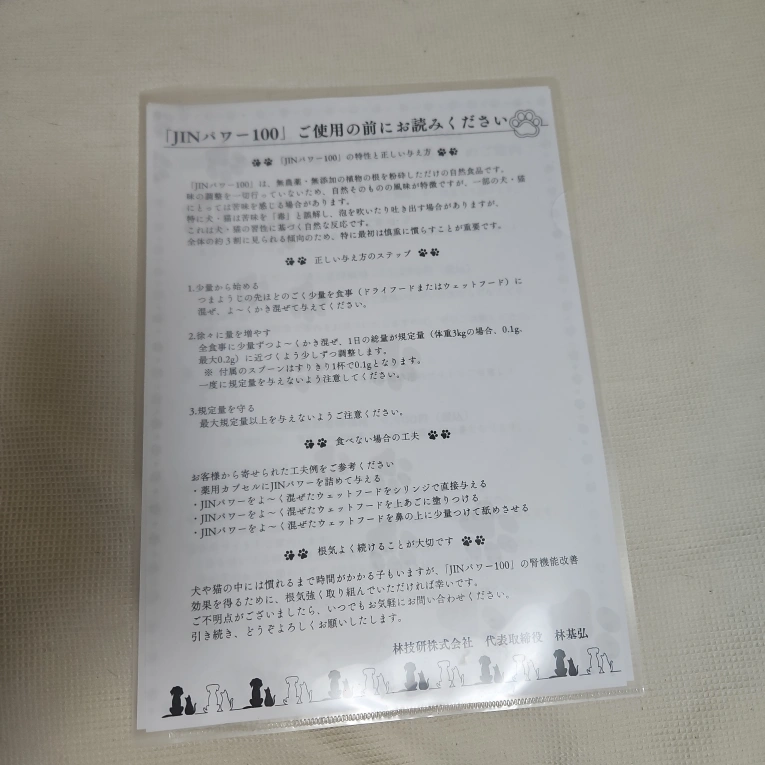 「JINパワー100」ご使用の前にお読みください
「JINパワー100」の特性と正しい与え方
「JINパワー100」は、無農薬・無添加の植物の根を粉砕しただけの自然食品です。
味の調整を一切行っていないため、自然そのものの風味が特徴ですが、一部の犬・猫
にとっては苦味を感じる場合があります。
特に犬・猫は苦味を「毒」と誤解し、泡を吹いたり吐き出す場合がありますが、
これは犬・猫の習性に基づく自然な反応です。
全体の約3割に見られる傾向のため、特に最初は慎重に慣らすことが重要です。
正しい与え方のステップ
1.少量から始める
つまようじの先ほどのごく少量を食事（ドライフードまたはウェットフード）に
混ぜ、よ〜くかき混ぜて与えてください。
2.徐々に量を増やす
全食事に少量ずつよ〜くかき混ぜ、1日の総量が規定量（体重3kgの場合、0.1g-
最大0.2g）に近づくよう少しずつ調整します。
※ 付属のスプーンはすりきり1杯で0.1gとなります。
一度に規定量を与えないよう注意してください。
3.規定量を守る
最大規定量以上を与えないようご注意ください。
食べない場合の工夫
お客様から寄せられた工夫例をご参考ください
・薬用カプセルにJINパワーを詰めて与える
・JINパワーをよ〜く混ぜたウェットフードをシリンジで直接与える
・JINパワーをよ〜く混ぜたウェットフードを上あごに塗りつける
・JINパワーをよ〜く混ぜたウェットフードを鼻の上に少量つけて舐めさせる
根気よく続けることが大切です
犬や猫の中には慣れるまで時間がかかる子もいますが、「JINパワー100」の腎機能改善
効果を得るために、根気強く取り組んでいただければ幸いです。
ご不明点がございましたら、いつでもお気軽にお問い合わせください。
引き続き、どうぞよろしくお願いしたします。
林技研株式会社　代表取締役　林基弘